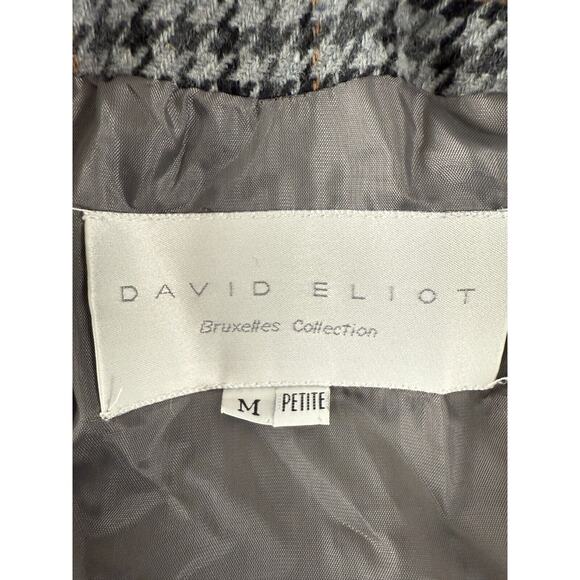 DAVID ELIOT
Bruxelles Collection
M PETITE